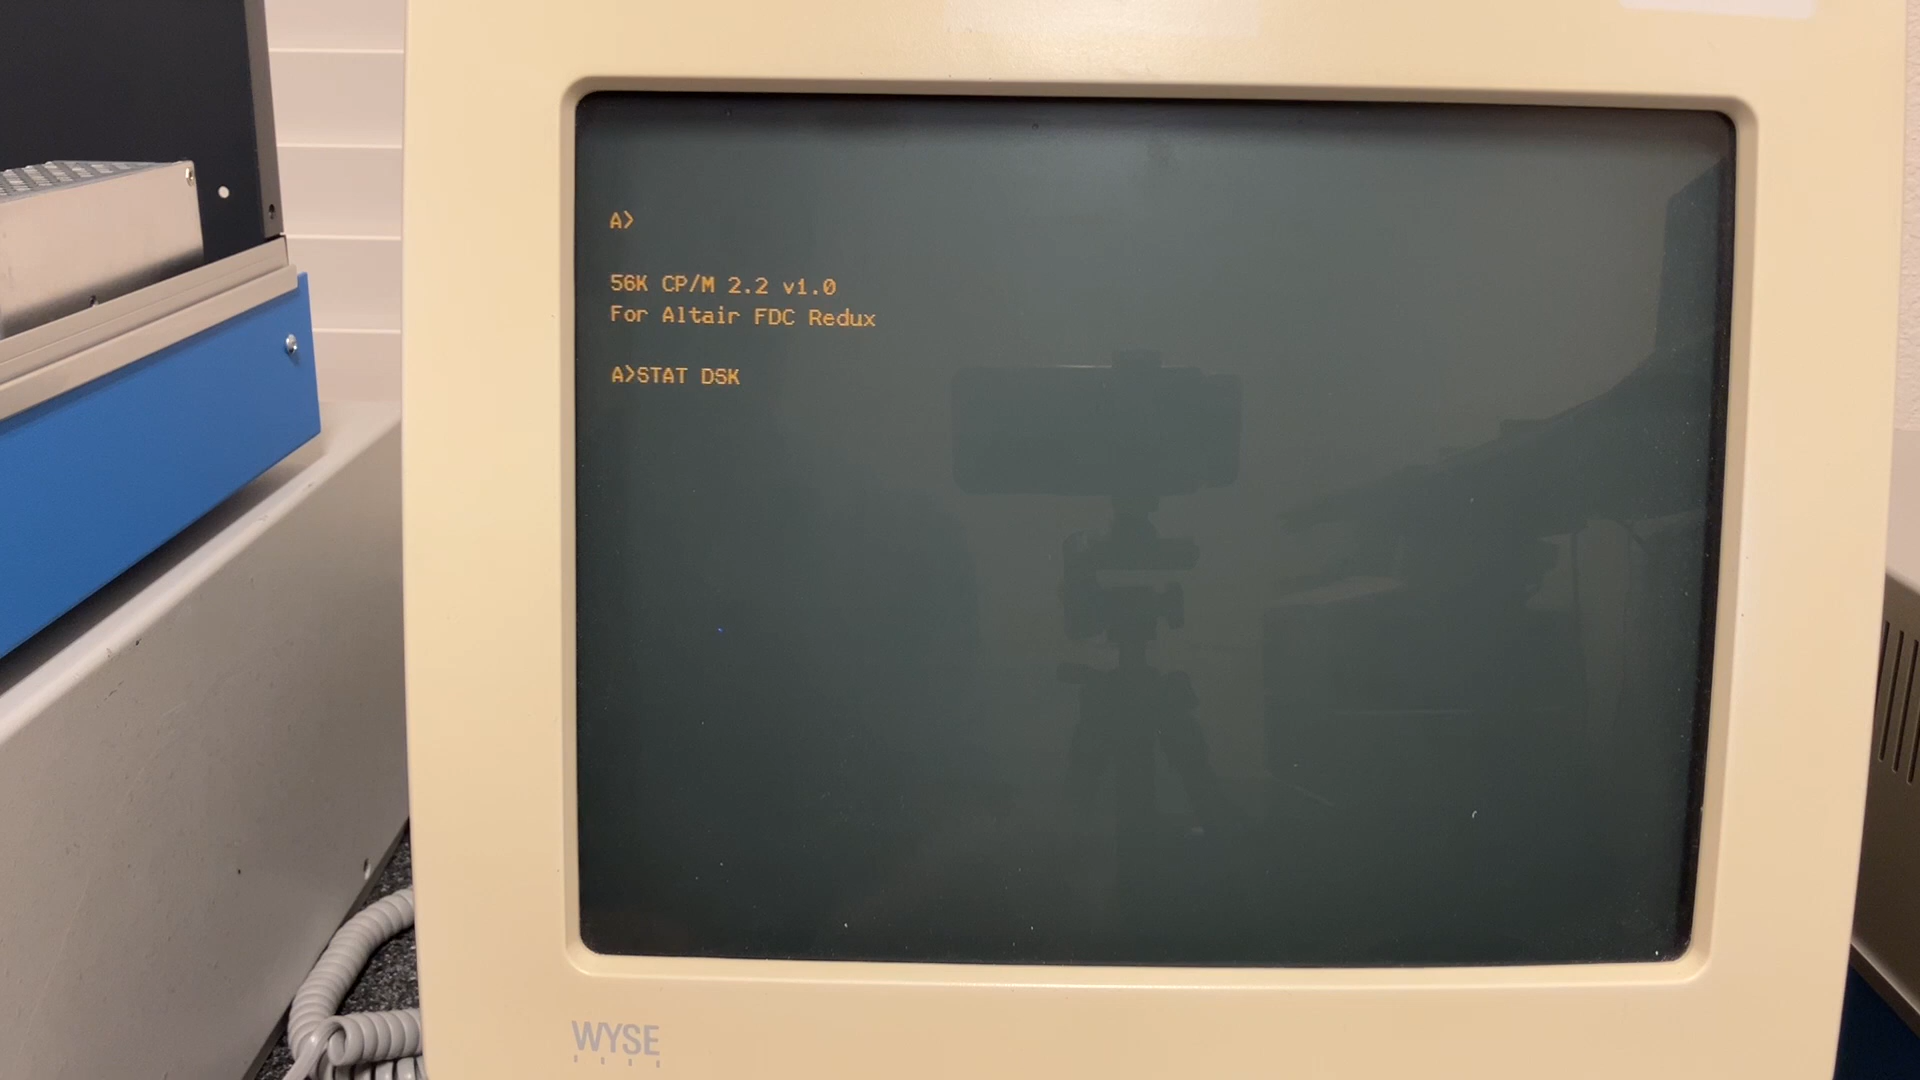 A>
56K CP/M 2.2 v1.0
For Altair FDC Redux
A>STAT DSK
WYSE